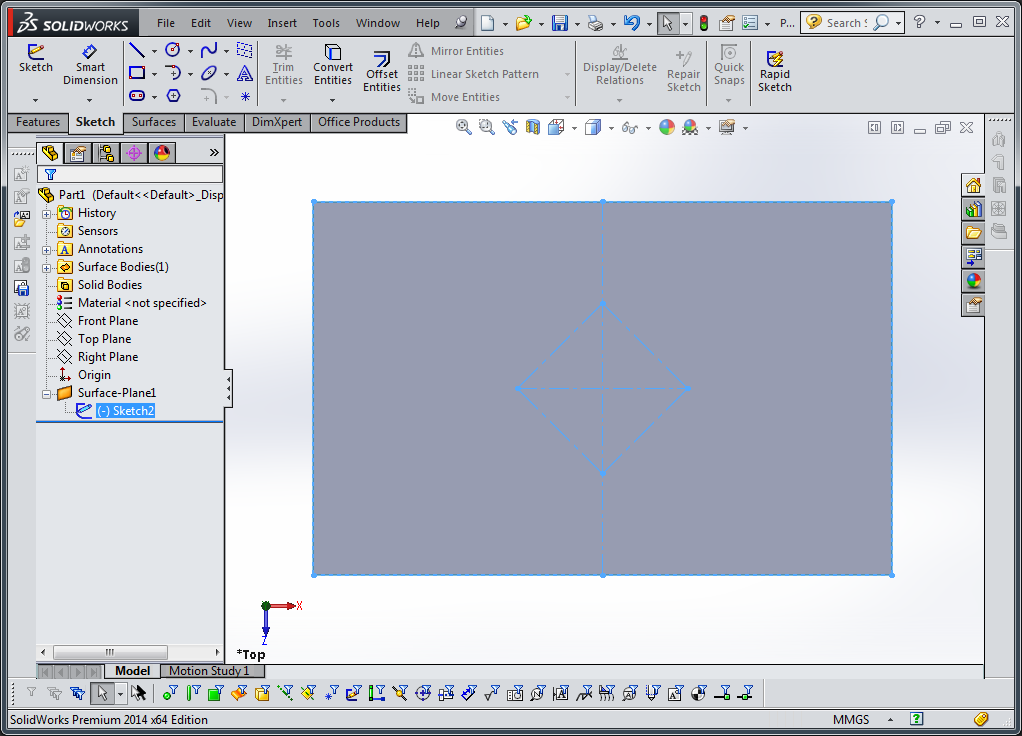 SOLIDWORKS File Edit View Insert Tools Window Help P... Search S
Sketch Smart Dimension Trim Entities Convert Entities Offset Entities Mirror Entities Display/Delete Relations Repair Sketch Quick Snaps Rapid Sketch
Linear Sketch Pattern
Move Entities
Features Sketch Surfaces Evaluate DimXpert Office Products
Part1 (Default<<Default>_Disp
History
Sensors
Annotations
Surface Bodies(1)
Solid Bodies
Material <not specified>
Front Plane
Top Plane
Right Plane
Origin
Surface-Plane1
(-) Sketch2
X
Z
*Top
Model Motion Study 1
SolidWorks Premium 2014 x64 Edition MMGS